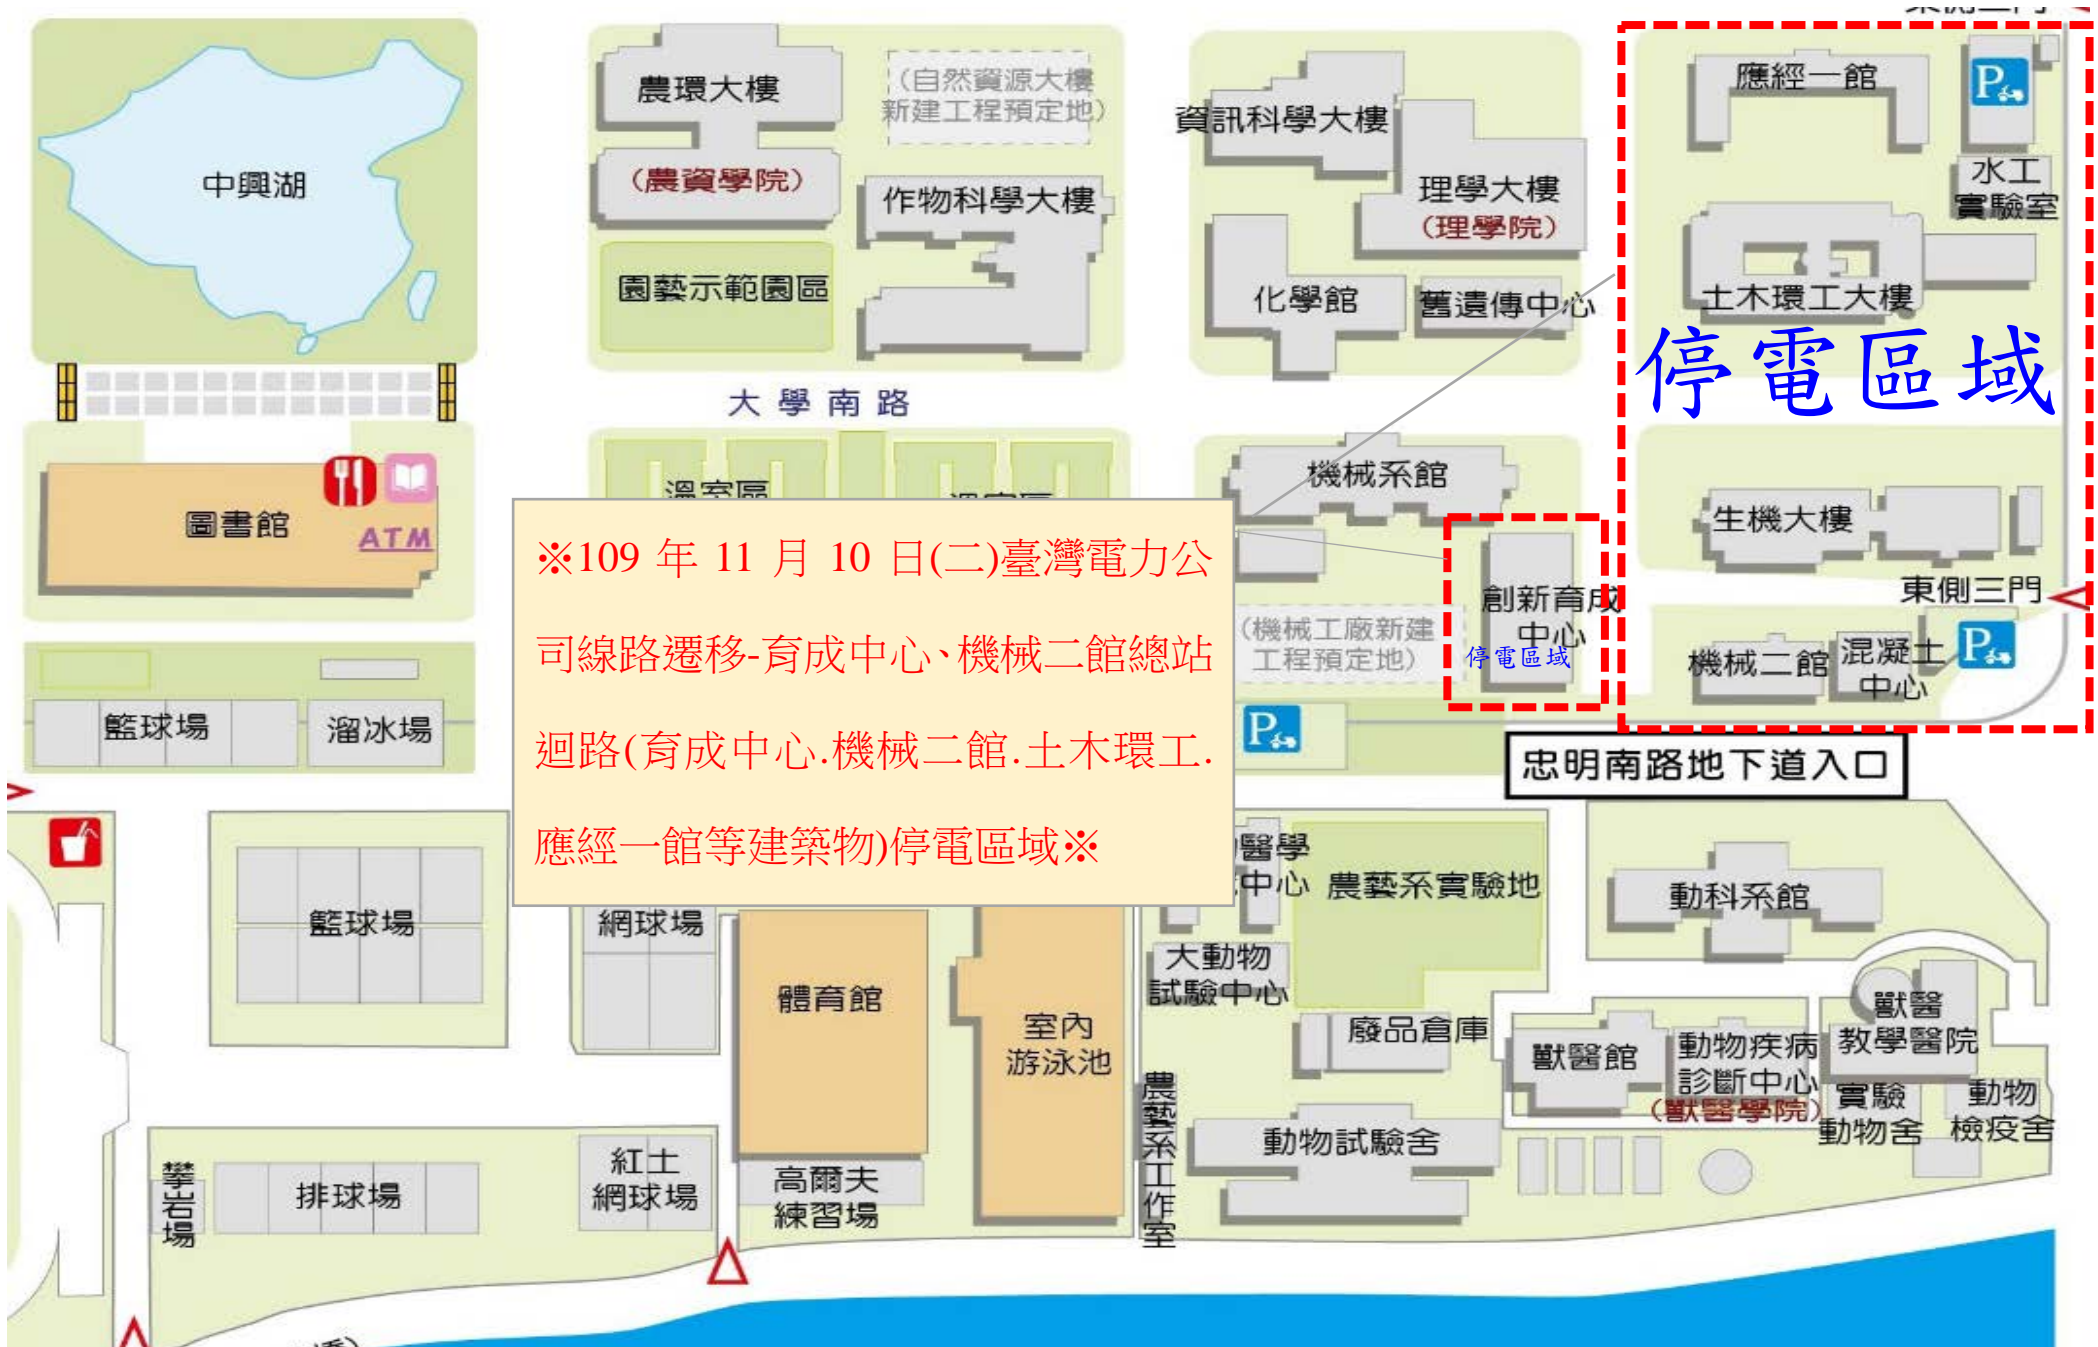 東側二門
中興湖
農環大樓
(農資學院)
(自然資源大樓
新建工程預定地)
作物科學大樓
園藝示範園區
資訊科學大樓
理學大樓
(理學院)
化學館
舊遺傳中心
應經一館
P
水工
實驗室
土木環工大樓
停電區域
大學南路
圖書館
ATM
溫室區
溫室區
機械系館
生機大樓
東側三門
創新育成
中心
停電區域
(機械工廠新建
工程預定地)
機械二館
混凝土
中心
P
※109 年 11 月 10 日(二)臺灣電力公
司線路遷移-育成中心、機械二館總站
迴路(育成中心.機械二館.土木環工.
應經一館等建築物)停電區域※
籃球場
溜冰場
P
忠明南路地下道入口
籃球場
網球場
體育館
室內
游泳池
醫學
中心
農藝系實驗地
大動物
試驗中心
廢品倉庫
動科系館
獸醫館
動物疾病
診斷中心
(獸醫學院)
獸醫
教學醫院
實驗
動物舍
動物
檢疫舍
農藝系工作室
動物試驗舍
攀岩場
排球場
紅土
網球場
高爾夫
練習場